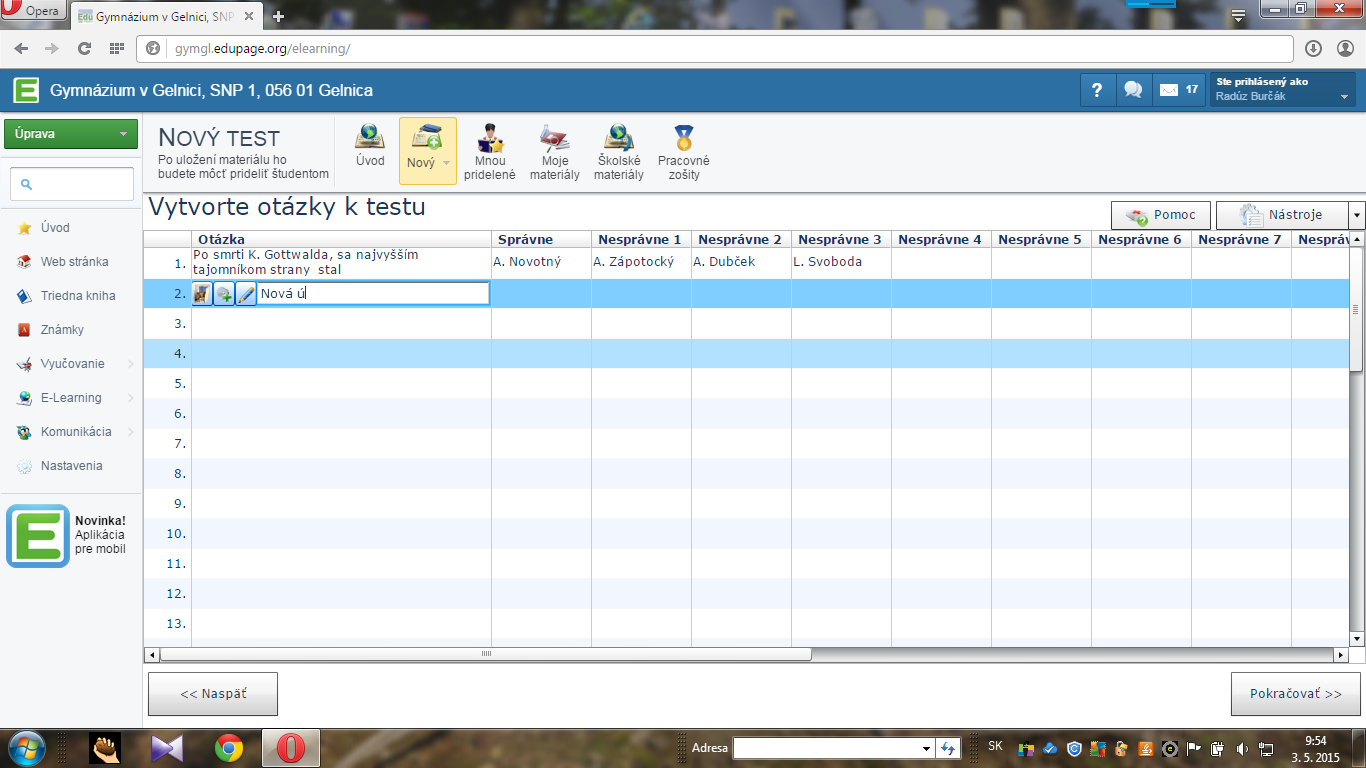 Opera
Gymnázium v Gelnici, SNP
gymgl.edupage.org/elearning/
Gymnázium v Gelnici, SNP 1, 056 01 Gelnica
?
17
Ste prihlásený ako
Radúz Burčák
Úprava
NOVÝ TEST
Po uložení materiálu ho
budete môcť prideliť študentom
Úvod
Nový
Mnou
pridelené
Moje
materiály
Školské
materiály
Pracovné
zošity
Úvod
Web stránka
Triedna kniha
Známky
Vyučovanie
E-Learning
Komunikácia
Nastavenia
Novinka!
Aplikácia
pre mobil
Vytvorte otázky k testu
Pomoc
Nástroje
Otázka Správne Nesprávne 1 Nesprávne 2 Nesprávne 3 Nesprávne 4 Nesprávne 5 Nesprávne 6 Nesprávne 7 Nespráv
1. Po smrti K. Gottwalda, sa najvyšším
tajomníkom strany stal
A. Novotný A. Zápotocký A. Dubček L. Svoboda
2. Nová ú
3.
4.
5.
6.
7.
8.
9.
10.
11.
12.
13.
<< Naspäť
Pokračovať >>
Adresa
SK
9:54
3. 5. 2015